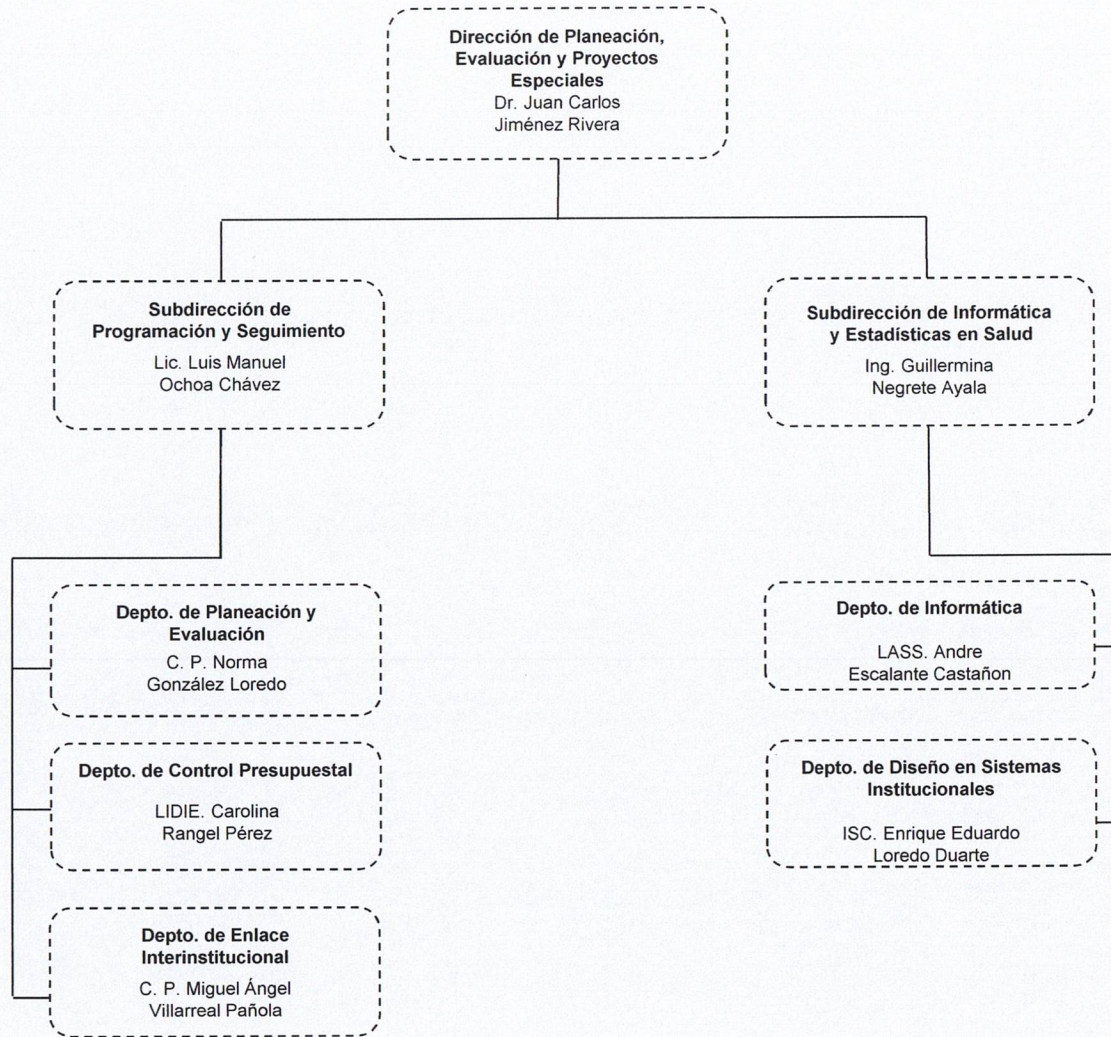 Dirección de Planeación,
Evaluación y Proyectos
Especiales
Dr. Juan Carlos
Jiménez Rivera
Subdirección de
Programación y Seguimiento
Lic. Luis Manuel
Ochoa Chávez
Subdirección de Informática
y Estadísticas en Salud
Ing. Guillermina
Negrete Ayala
Depto. de Planeación y
Evaluación
C. P. Norma
González Loredo
Depto. de Control Presupuestal
LIDIE. Carolina
Rangel Pérez
Depto. de Enlace
Interinstitucional
C. P. Miguel Ángel
Villarreal Pañola
Depto. de Informática
LASS. Andre
Escalante Castañon
Depto. de Diseño en Sistemas
Institucionales
ISC. Enrique Eduardo
Loredo Duarte